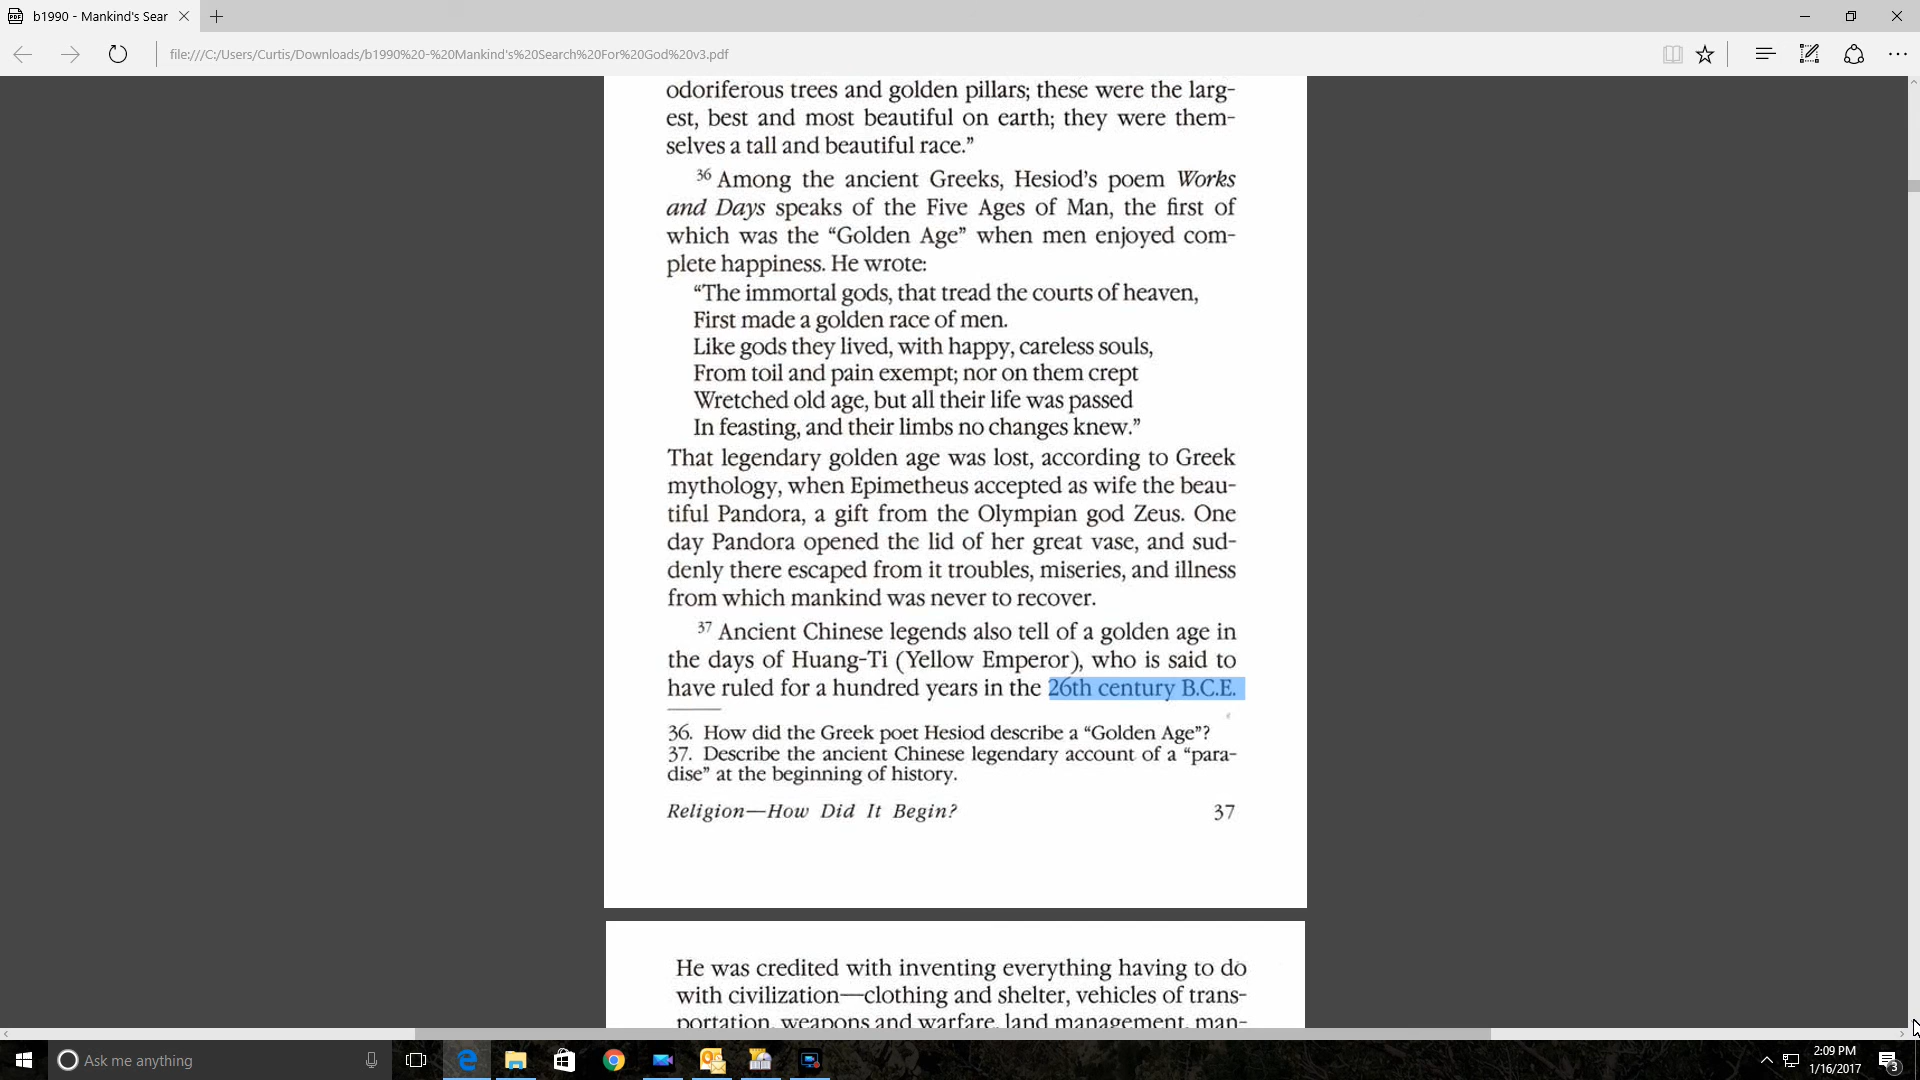 b1990 - Mankind's Sear
file:///C:/Users/Curtis/Downloads/b1990%20-%20Mankind's%20Search%20For%20God%20v3.pdf
odoriferous trees and golden pillars; these were the larg-
est, best and most beautiful on earth; they were them-
selves a tall and beautiful race.”
36 Among the ancient Greeks, Hesiod’s poem Works
and Days speaks of the Five Ages of Man, the first of
which was the “Golden Age” when men enjoyed com-
plete happiness. He wrote:
“The immortal gods, that tread the courts of heaven,
First made a golden race of men.
Like gods they lived, with happy, careless souls,
From toil and pain exempt; nor on them crept
Wretched old age, but all their life was passed
In feasting, and their limbs no changes knew.”
That legendary golden age was lost, according to Greek
mythology, when Epimetheus accepted as wife the beau-
tiful Pandora, a gift from the Olympian god Zeus. One
day Pandora opened the lid of her great vase, and sud-
denly there escaped from it troubles, miseries, and illness
from which mankind was never to recover.
37 Ancient Chinese legends also tell of a golden age in
the days of Huang-Ti (Yellow Emperor), who is said to
have ruled for a hundred years in the 26th century B.C.E.
36. How did the Greek poet Hesiod describe a “Golden Age”?
37. Describe the ancient Chinese legendary account of a “para-
dise” at the beginning of history.
Religion—How Did It Begin? 37
He was credited with inventing everything having to do
with civilization—clothing and shelter, vehicles of trans-
portation, weapons and warfare, land management, man-
Ask me anything
2:09 PM
1/16/2017
3